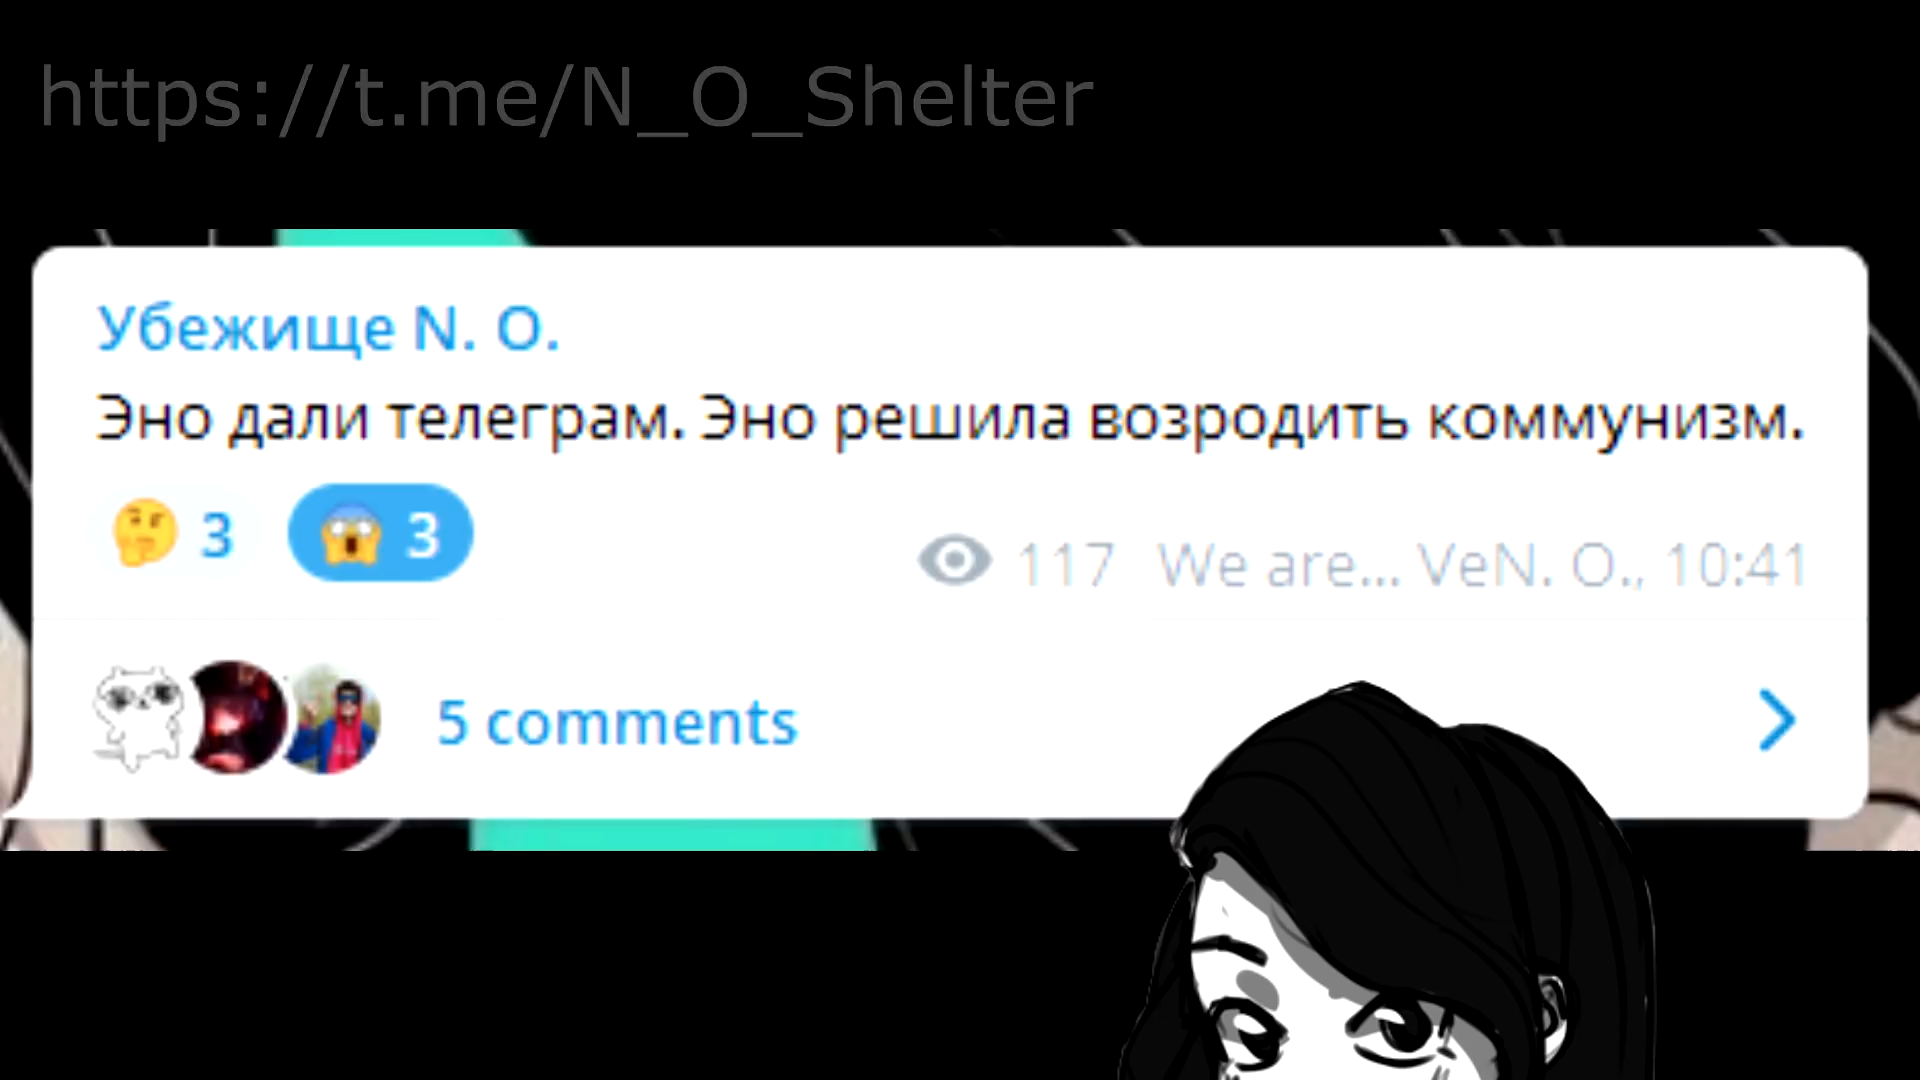 https://t.me/N_O_Shelter
Убежище N. O.
Эно дали телеграм. Эно решила возродить коммунизм.
3 3
117 We are... VeN. O., 10:41
5 comments